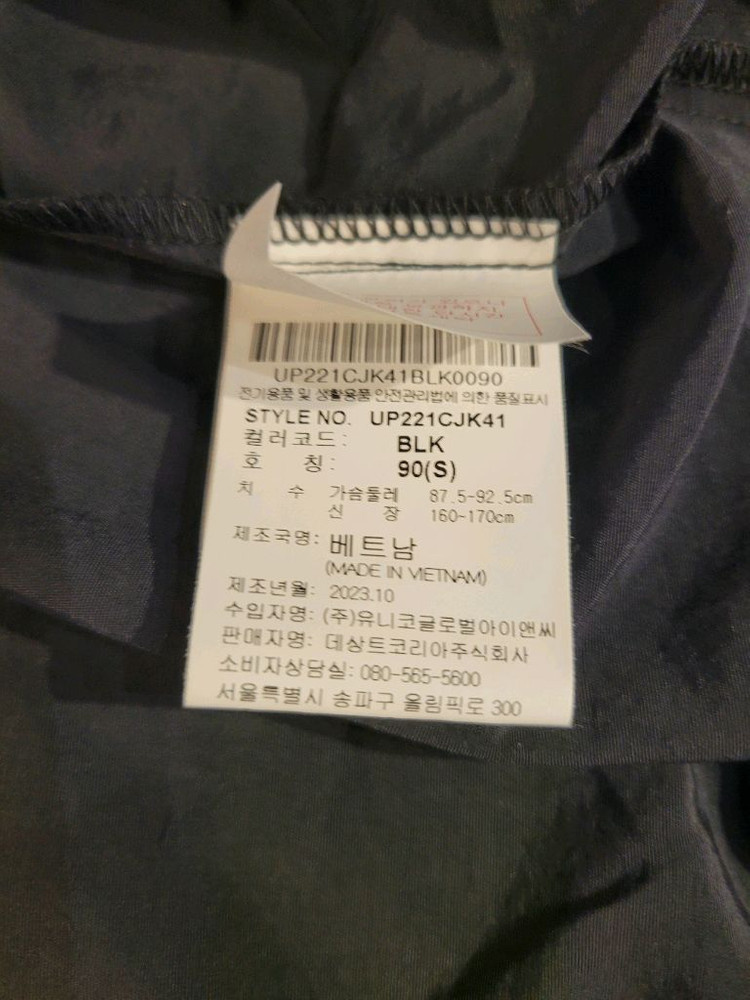 UP221CJK41BLK0090
전기용품 및 생활용품 안전관리법에 의한 품질표시
STYLE NO. UP221CJK41
컬러코드: BLK
호 칭: 90(S)
치 수 가슴둘레 87.5-92.5cm
신 장 160-170cm
제조국명: 베트남
(MADE IN VIETNAM)
제조년월: 2023.10
수입자명: (주)유니코글로벌아이앤씨
판매자명: 데상트코리아주식회사
소비자상담실: 080-565-5600
서울특별시 송파구 올림픽로 300